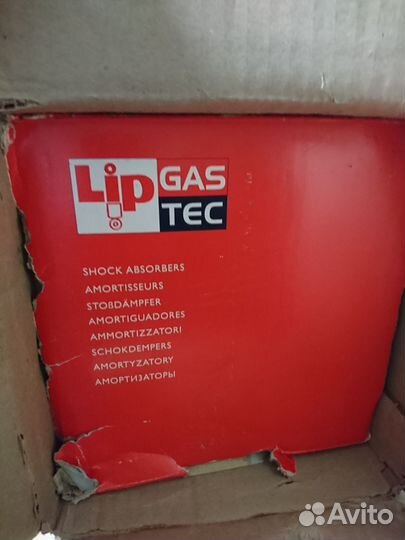 Lip GAS
TEC
SHOCK ABSORBERS
AMORTISSEURS
STOßDÄMPFER
AMORTIGUADORES
AMMORTIZZATORI
SCHOKDEMPERS
AMORTYZATORY
АМОРТИЗАТОРЫ
Avito